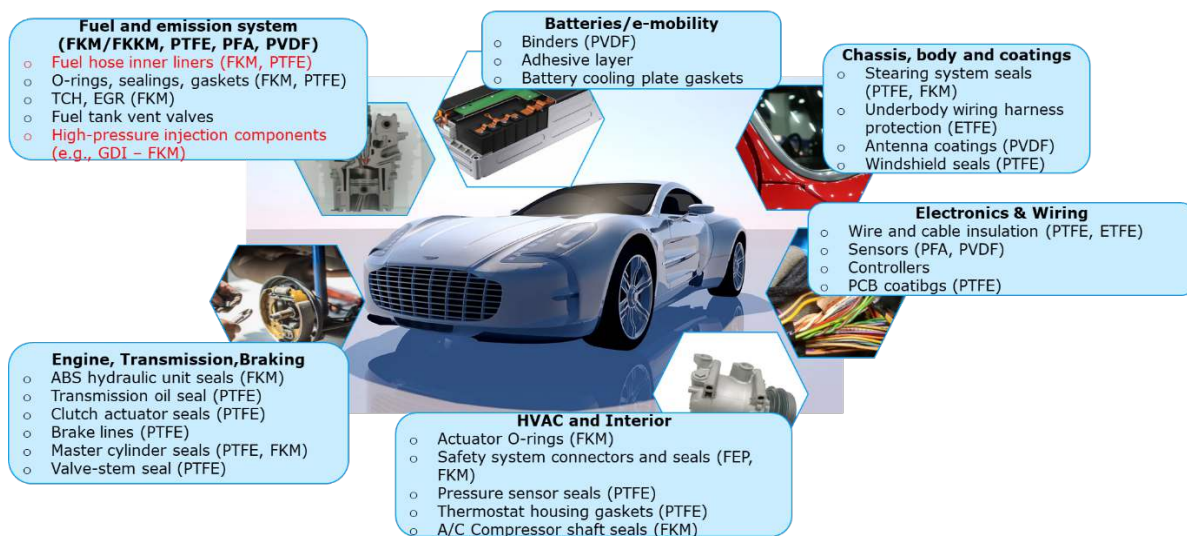 Fuel and emission system
(FKM/FKKM, PTFE, PFA, PVDF)
o Fuel hose inner liners (FKM, PTFE)
o O-rings, sealings, gaskets (FKM, PTFE)
o TCH, EGR (FKM)
o Fuel tank vent valves
o High-pressure injection components
(e.g., GDI – FKM)
Batteries/e-mobility
o Binders (PVDF)
o Adhesive layer
o Battery cooling plate gaskets
Chassis, body and coatings
o Stearing system seals
(PTFE, FKM)
o Underbody wiring harness
protection (ETFE)
o Antenna coatings (PVDF)
o Windshield seals (PTFE)
Electronics & Wiring
o Wire and cable insulation (PTFE, ETFE)
o Sensors (PFA, PVDF)
o Controllers
o PCB coatibgs (PTFE)
Engine, Transmission,Braking
o ABS hydraulic unit seals (FKM)
o Transmission oil seal (PTFE)
o Clutch actuator seals (PTFE)
o Brake lines (PTFE)
o Master cylinder seals (PTFE, FKM)
o Valve-stem seal (PTFE)
HVAC and Interior
o Actuator O-rings (FKM)
o Safety system connectors and seals (FEP,
FKM)
o Pressure sensor seals (PTFE)
o Thermostat housing gaskets (PTFE)
o A/C Compressor shaft seals (FKM)